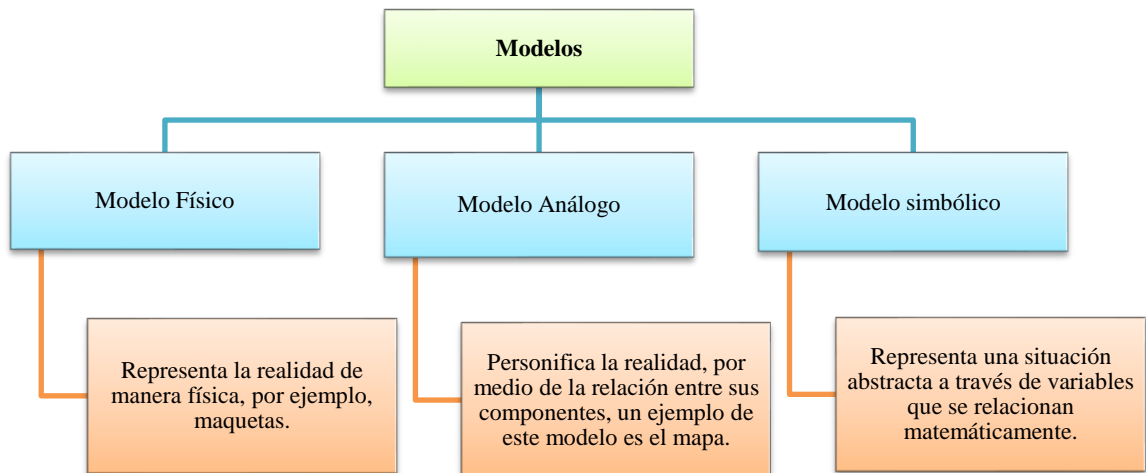 Modelos
Modelo Físico
Modelo Análogo
Modelo simbólico
Representa la realidad de
manera física, por ejemplo,
maquetas.
Personifica la realidad, por
medio de la relación entre sus
componentes, un ejemplo de
este modelo es el mapa.
Representa una situación
abstracta a través de variables
que se relacionan
matemáticamente.